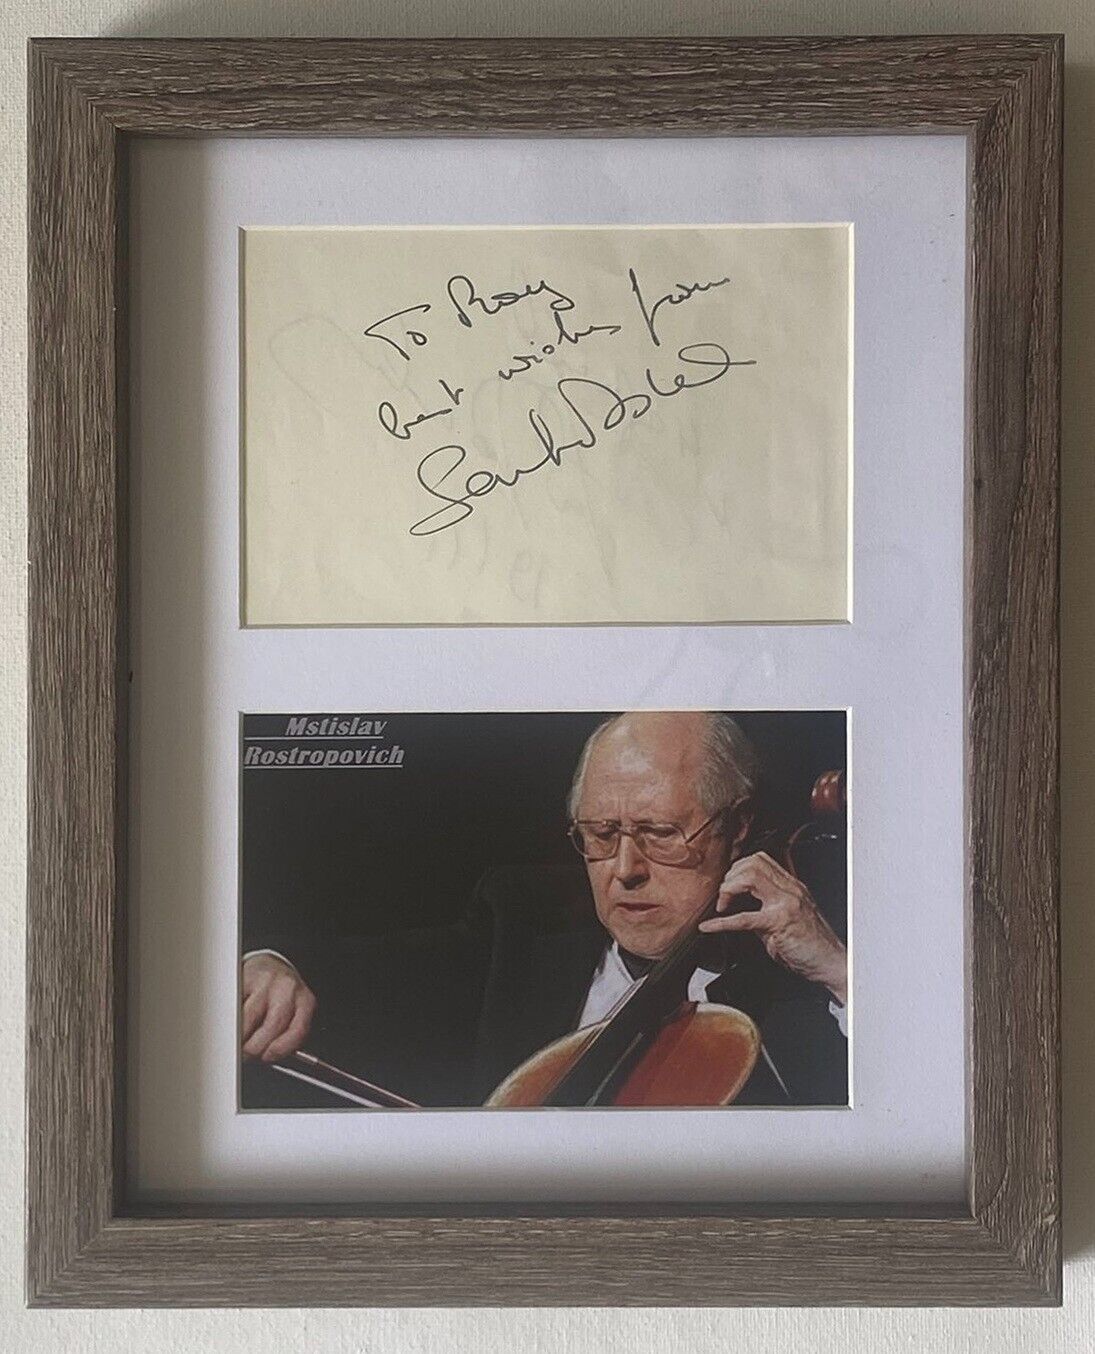 To Roy
best wishes from
Mstislav
Rostropovich